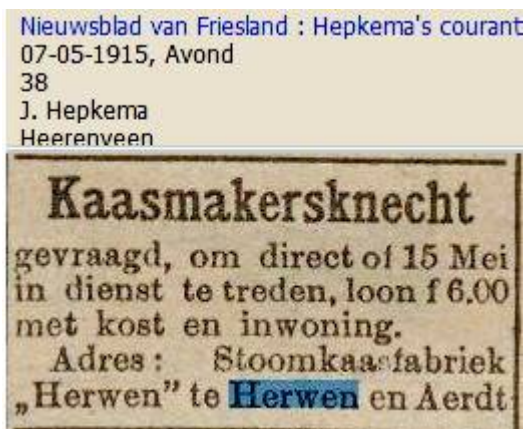 Nieuwsblad van Friesland : Hepkema's courant
07-05-1915, Avond
38
J. Hepkema
Heerenveen
Kaasmakersknecht
gevraagd, om direct of 15 Mei
in dienst te treden, loon f 6.00
met kost en inwoning.
Adres: Stoomkaasfabriek
„Herwen” te Herwen en Aerdt